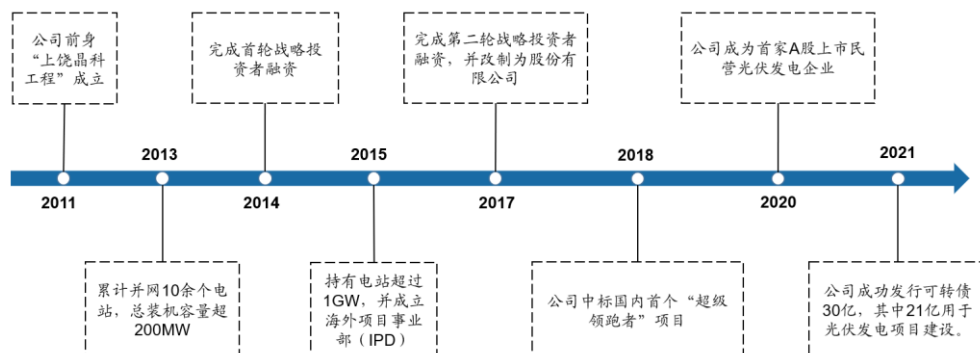 公司前身
“上饶晶科
工程”成立
完成首轮战略投
资者融资
完成第二轮战略投资者
融资，并改制为股份有
限公司
公司成为首家A股上市民
营光伏发电企业
2013
2015
2018
2021
2011
2014
2017
2020
累计并网10余个电
站，总装机容量超
200MW
持有电站超过
1GW，并成立
海外项目事业
部（IPD）
公司中标国内首个“超级
领跑者”项目
公司成功发行可转债
30亿，其中21亿用于
光伏发电项目建设。